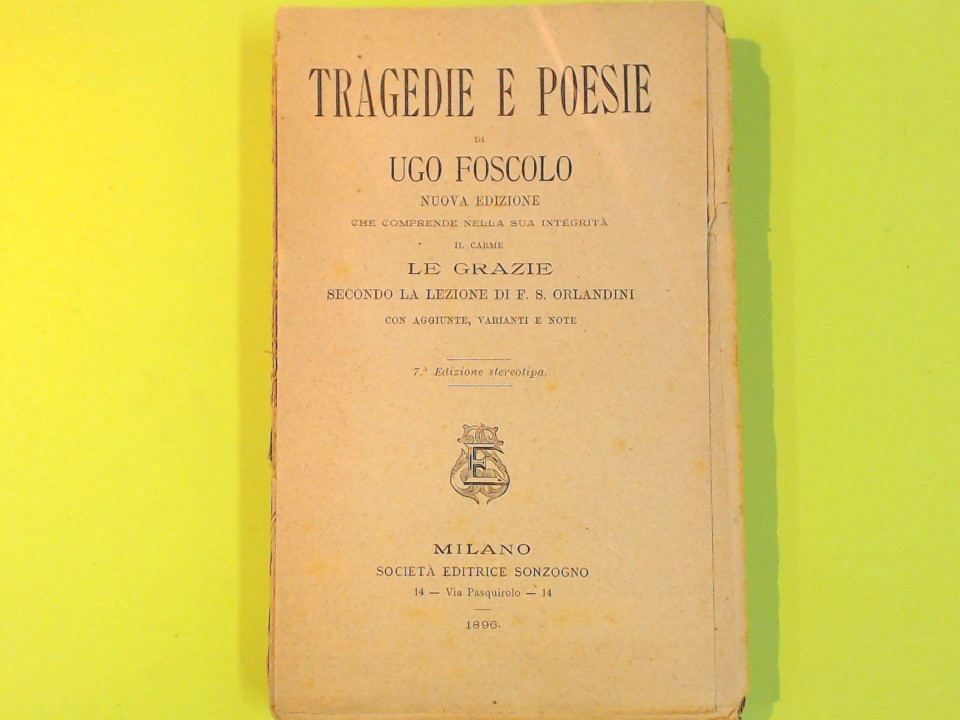 TRAGEDIE E POESIE
DI
UGO FOSCOLO
NUOVA EDIZIONE
CHE COMPRENDE NELLA SUA INTEGRITÀ
IL CARME
LE GRAZIE
SECONDO LA LEZIONE DI F. S. ORLANDINI
CON AGGIUNTE, VARIANTI E NOTE
7.ª Edizione stereotipa.
E
MILANO
SOCIETÀ EDITRICE SONZOGNO
14 — Via Pasquirolo — 14
1896.